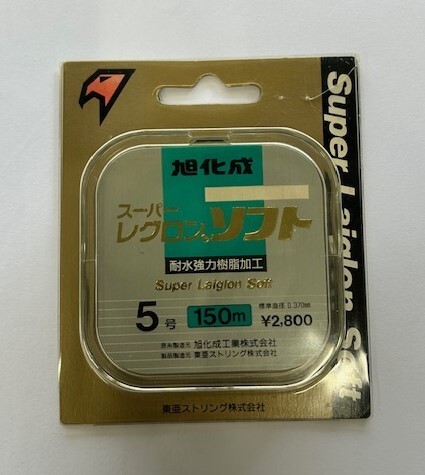 Super Laiglon Soft
旭化成
スーパー
レグロン®ソフト
耐水強力樹脂加工
Super Laiglon Soft
5号 150m 標準直径 0.370mm ¥2,800
原糸製造元 旭化成工業株式会社
製品製造元 東亜ストリング株式会社
東亜ストリング株式会社